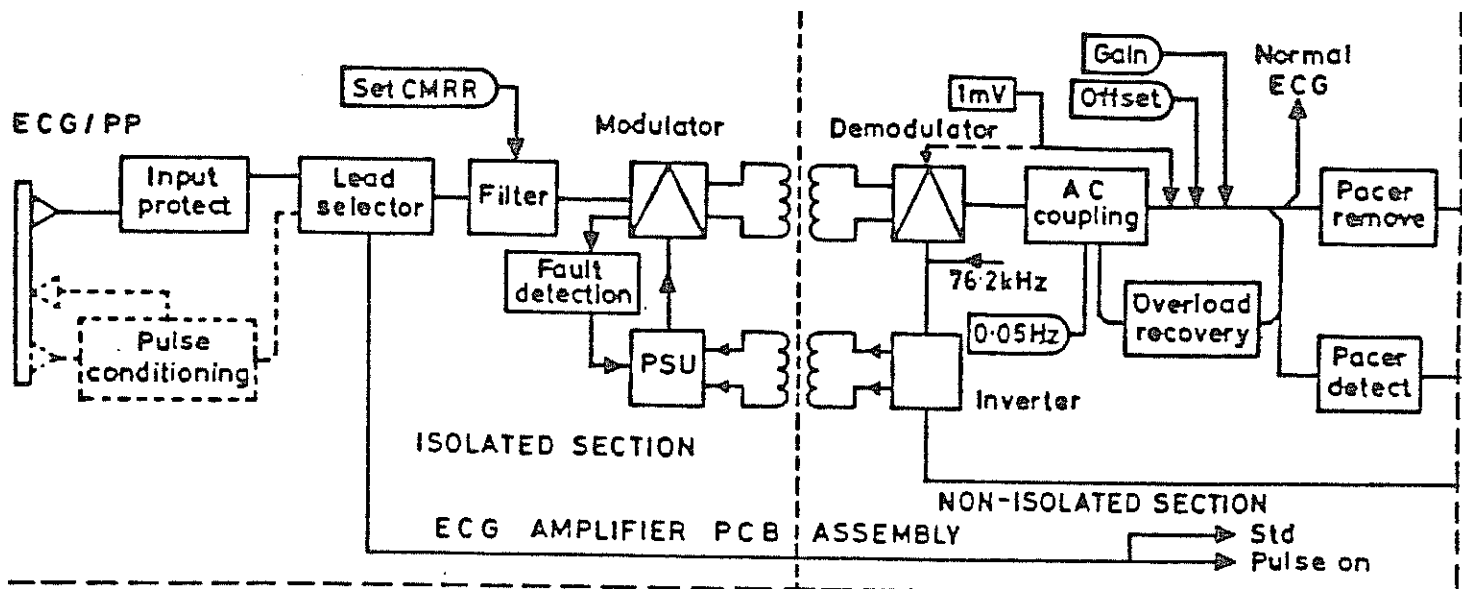 Gain
Normal
ECG
Set CMRR
1mV
Offset
ECG/PP
Modulator
Demodulator
Input
protect
Lead
selector
Filter
AC
coupling
Pacer
remove
Fault
detection
76·2kHz
Pulse
conditioning
PSU
0·05Hz
Overload
recovery
Pacer
detect
Inverter
ISOLATED SECTION
NON-ISOLATED SECTION
ECG AMPLIFIER PCB ASSEMBLY
Std
Pulse on